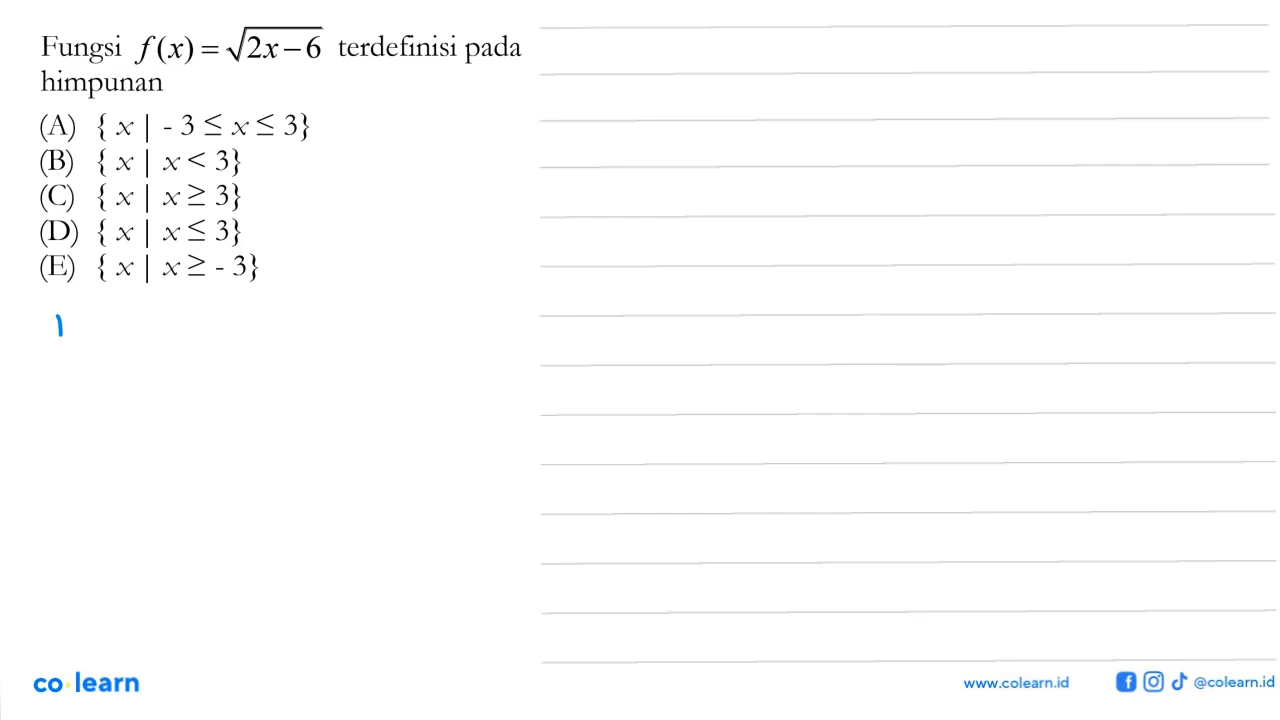 Fungsi f(x) = √2x − 6 terdefinisi pada
himpunan
(A) { x | - 3 ≤ x ≤ 3}
(B) { x | x < 3}
(C) { x | x ≥ 3}
(D) { x | x ≤ 3}
(E) { x | x ≥ - 3}
co learn
www.colearn.id
@colearn.id